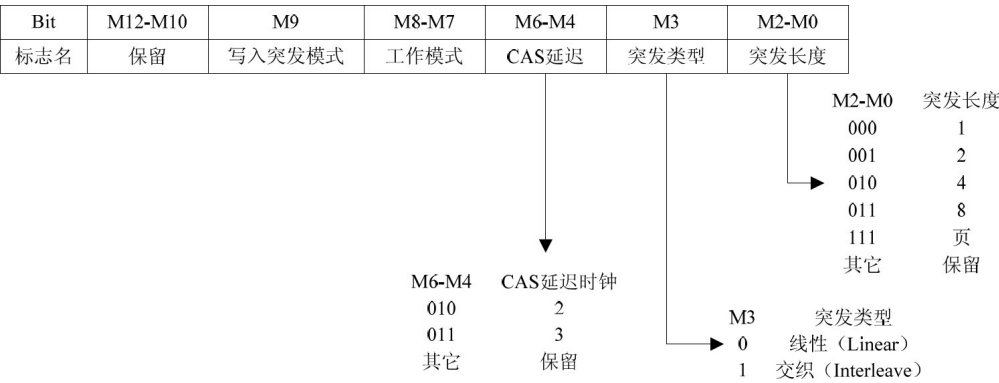 Bit M12-M10 M9 M8-M7 M6-M4 M3 M2-M0
标志名 保留 写入突发模式 工作模式 CAS延迟 突发类型 突发长度
M2-M0 突发长度
000 1
001 2
010 4
011 8
111 页
其它 保留
M6-M4 CAS延迟时钟
010 2
011 3
其它 保留
M3 突发类型
0 线性（Linear）
1 交织（Interleave）